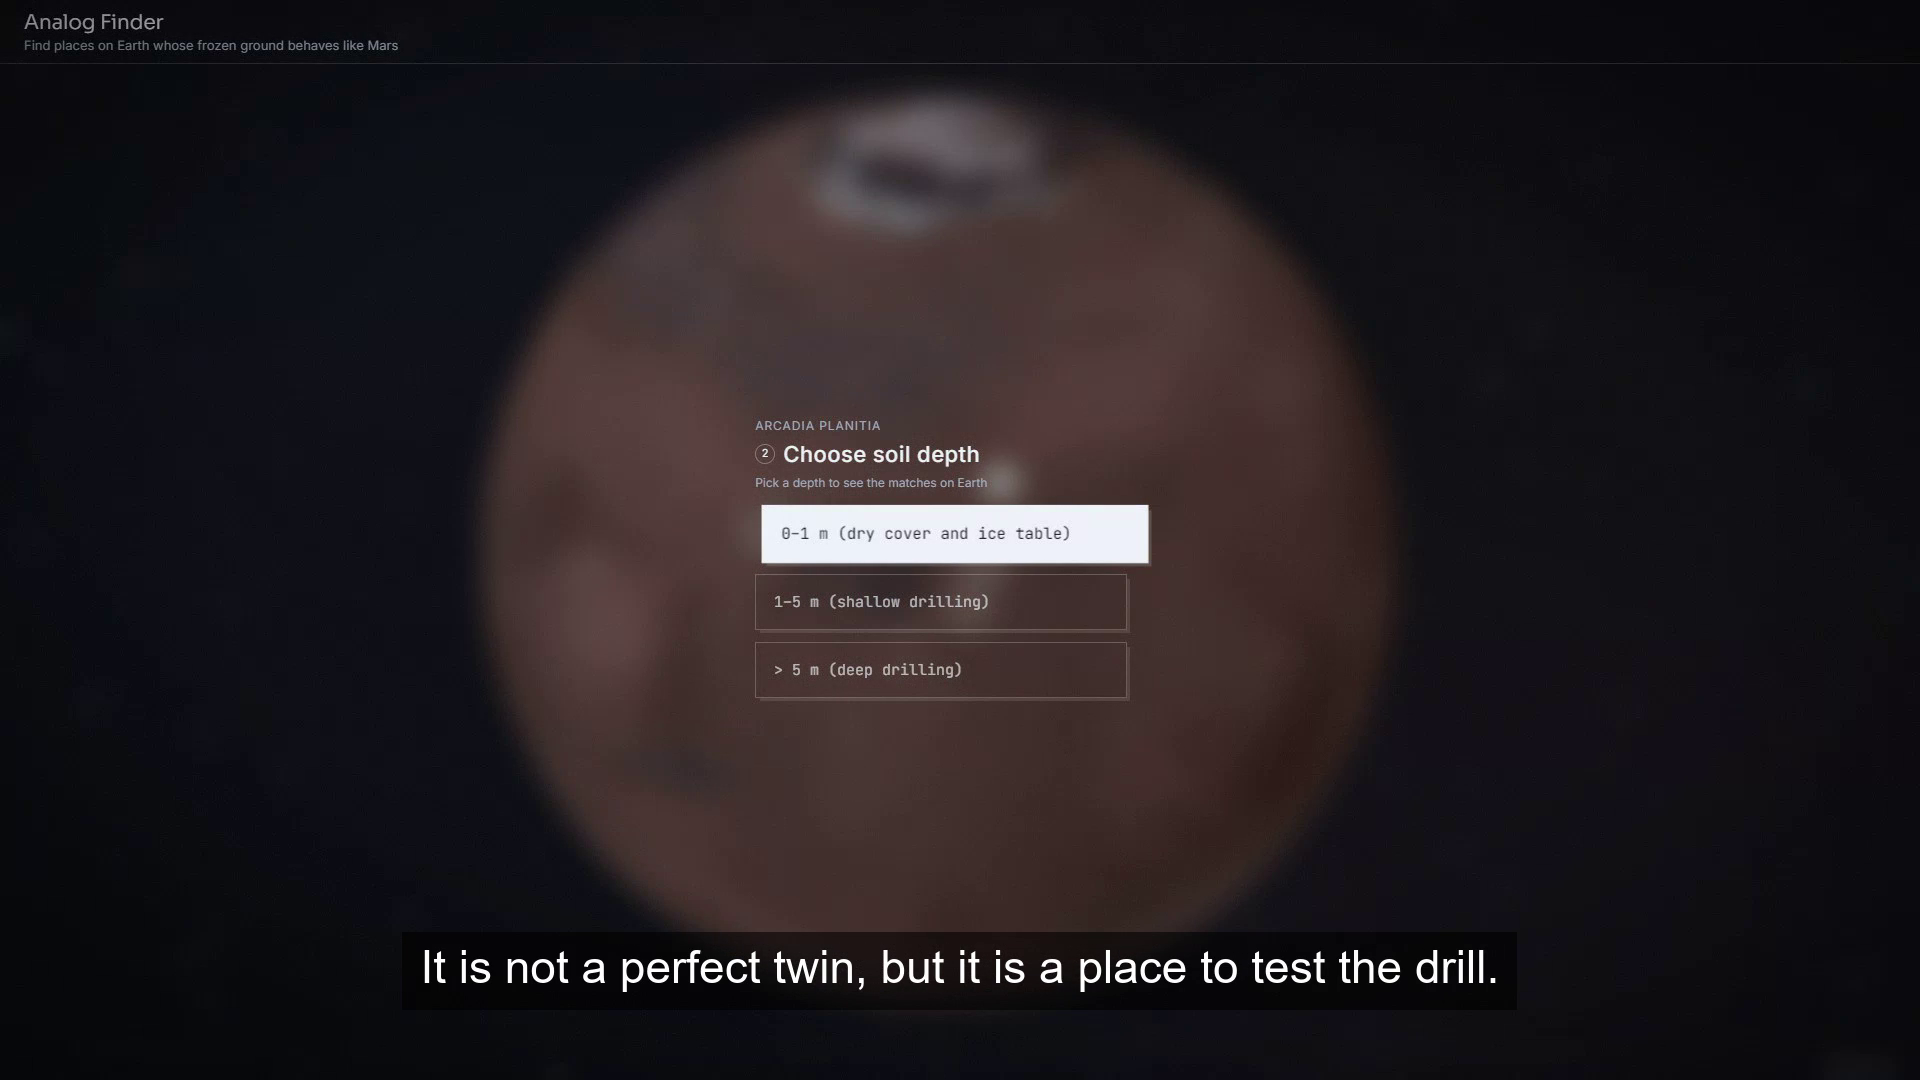 Analog Finder
Find places on Earth whose frozen ground behaves like Mars
ARCADIA PLANITIA
2 Choose soil depth
Pick a depth to see the matches on Earth
0–1 m (dry cover and ice table)
1–5 m (shallow drilling)
> 5 m (deep drilling)
It is not a perfect twin, but it is a place to test the drill.